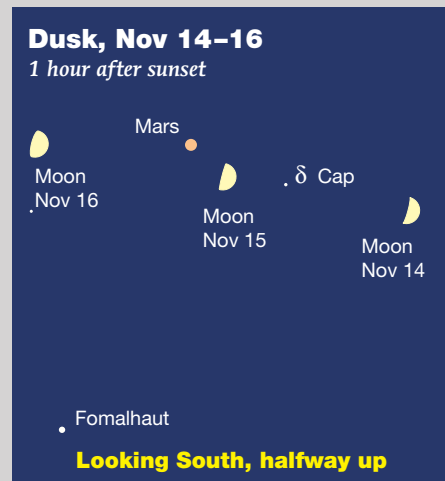 Dusk, Nov 14–16
1 hour after sunset
Mars
Moon
Nov 16
δ Cap
Moon
Nov 15
Moon
Nov 14
Fomalhaut
Looking South, halfway up